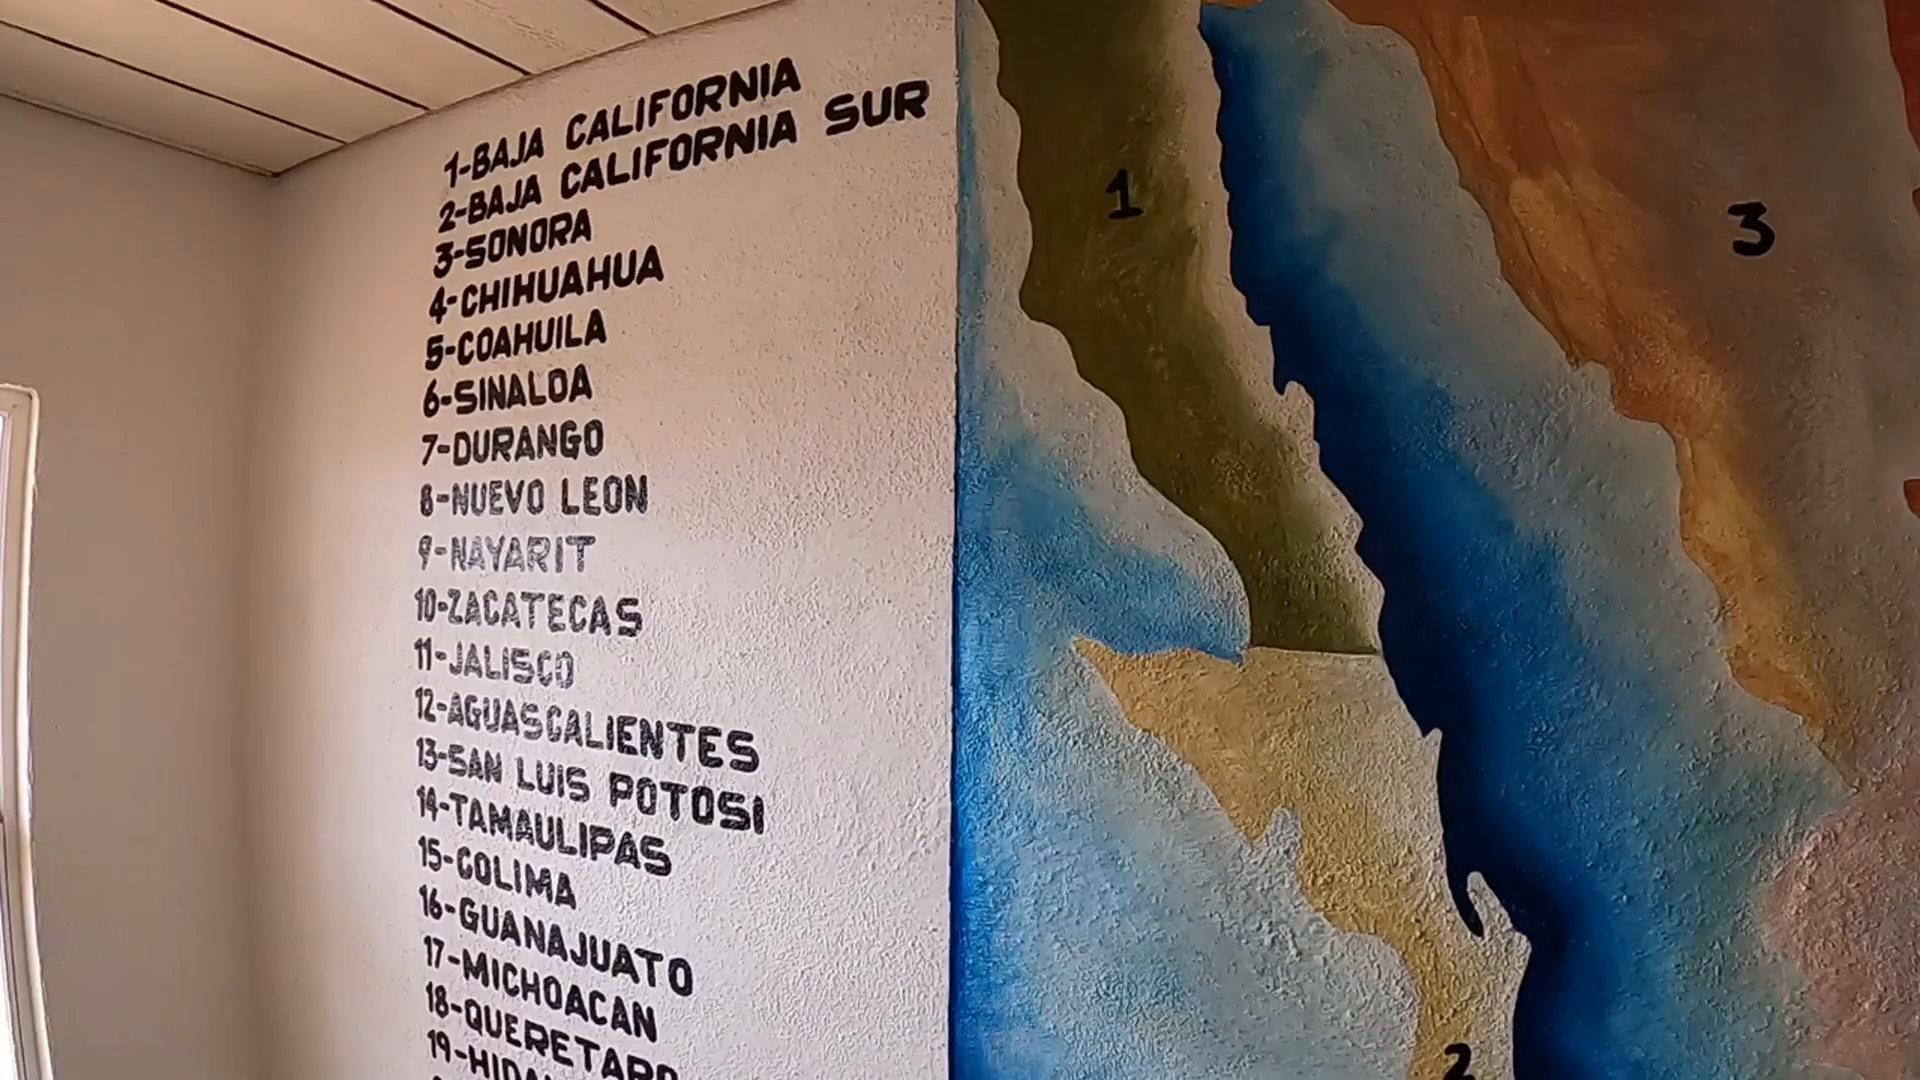 1-BAJA CALIFORNIA
2-BAJA CALIFORNIA SUR
3-SONORA
4-CHIHUAHUA
5-COAHUILA
6-SINALOA
7-DURANGO
8-NUEVO LEON
9-NAYARIT
10-ZACATECAS
11-JALISCO
12-AGUASCALIENTES
13-SAN LUIS POTOSI
14-TAMAULIPAS
15-COLIMA
16-GUANAJUATO
17-MICHOACAN
18-QUERETARO
1
3
2